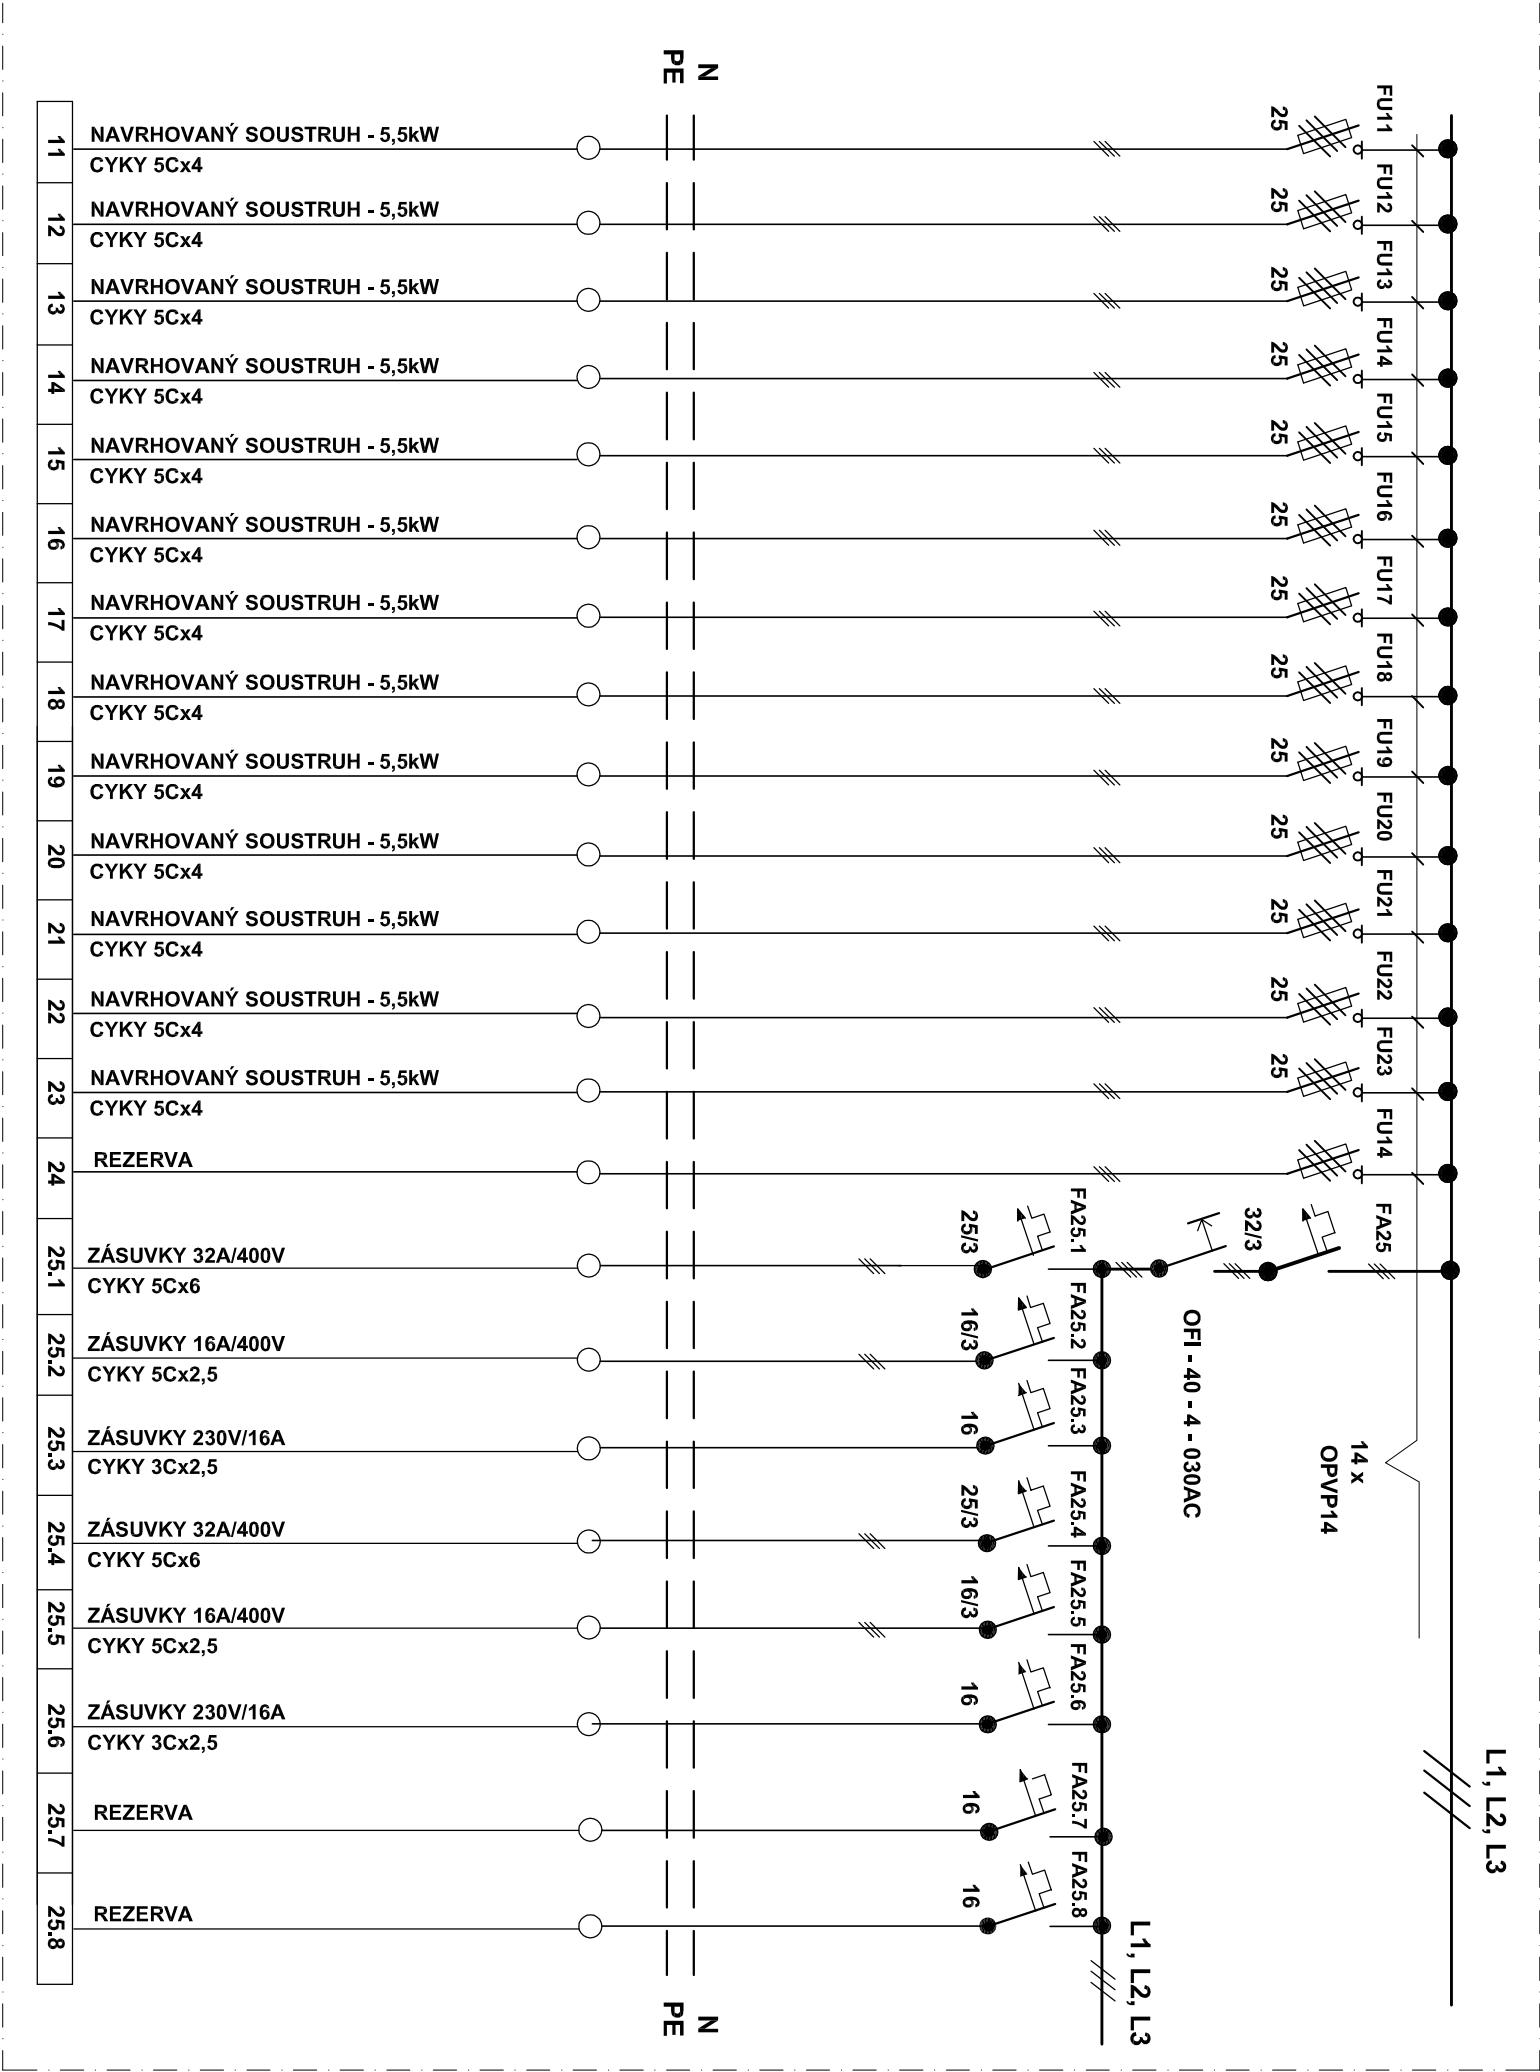 N
PE
11
NAVRHOVANÝ SOUSTRUH - 5,5kW
CYKY 5Cx4
25
FU11
12
NAVRHOVANÝ SOUSTRUH - 5,5kW
CYKY 5Cx4
25
FU12
13
NAVRHOVANÝ SOUSTRUH - 5,5kW
CYKY 5Cx4
25
FU13
14
NAVRHOVANÝ SOUSTRUH - 5,5kW
CYKY 5Cx4
25
FU14
15
NAVRHOVANÝ SOUSTRUH - 5,5kW
CYKY 5Cx4
25
FU15
16
NAVRHOVANÝ SOUSTRUH - 5,5kW
CYKY 5Cx4
25
FU16
17
NAVRHOVANÝ SOUSTRUH - 5,5kW
CYKY 5Cx4
25
FU17
18
NAVRHOVANÝ SOUSTRUH - 5,5kW
CYKY 5Cx4
25
FU18
19
NAVRHOVANÝ SOUSTRUH - 5,5kW
CYKY 5Cx4
25
FU19
20
NAVRHOVANÝ SOUSTRUH - 5,5kW
CYKY 5Cx4
25
FU20
21
NAVRHOVANÝ SOUSTRUH - 5,5kW
CYKY 5Cx4
25
FU21
22
NAVRHOVANÝ SOUSTRUH - 5,5kW
CYKY 5Cx4
25
FU22
23
NAVRHOVANÝ SOUSTRUH - 5,5kW
CYKY 5Cx4
25
FU23
24
REZERVA
FU14
25.1
ZÁSUVKY 32A/400V
CYKY 5Cx6
25/3
FA25.1
32/3
FA25
OFI - 40 - 4 - 030AC
14 x
OPVP14
25.2
ZÁSUVKY 16A/400V
CYKY 5Cx2,5
16/3
FA25.2
25.3
ZÁSUVKY 230V/16A
CYKY 3Cx2,5
16
FA25.3
25.4
ZÁSUVKY 32A/400V
CYKY 5Cx6
25/3
FA25.4
25.5
ZÁSUVKY 16A/400V
CYKY 5Cx2,5
16/3
FA25.5
25.6
ZÁSUVKY 230V/16A
CYKY 3Cx2,5
16
FA25.6
25.7
REZERVA
16
FA25.7
25.8
REZERVA
16
FA25.8
L1, L2, L3
L1, L2, L3
N
PE